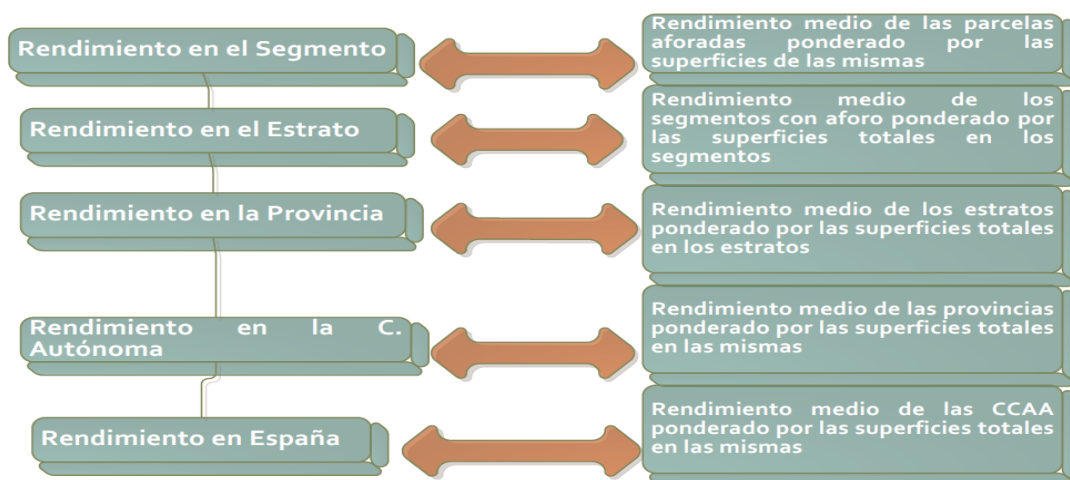 Rendimiento en el Segmento
Rendimiento medio de las parcelas
aforadas ponderado por las
superficies de las mismas
Rendimiento en el Estrato
Rendimiento medio de los
segmentos con aforo ponderado por
las superficies totales en los
segmentos
Rendimiento en la Provincia
Rendimiento medio de los estratos
ponderado por las superficies totales
en los estratos
Rendimiento en la C.
Autónoma
Rendimiento medio de las provincias
ponderado por las superficies totales
en las mismas
Rendimiento en España
Rendimiento medio de las CCAA
ponderado por las superficies totales
en las mismas